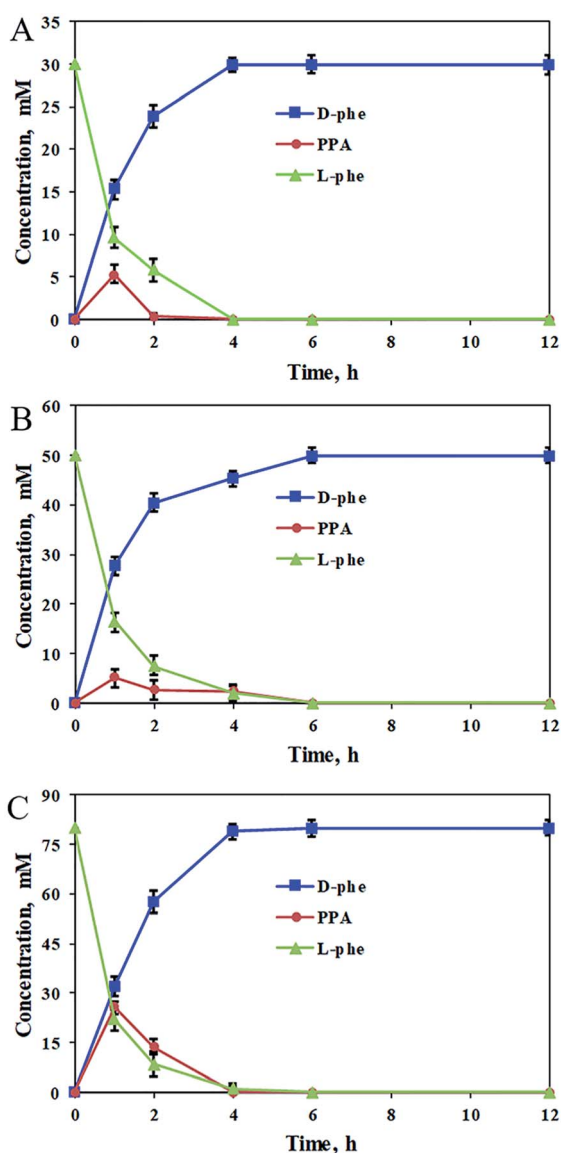 A
35
30
25
20
15
10
5
0
Concentration, mM
D-phe
PPA
L-phe
0 2 4 6 8 10 12
Time, h
B
60
50
40
30
20
10
0
Concentration, mM
D-phe
PPA
L-phe
0 2 4 6 8 10 12
Time, h
C
90
75
60
45
30
15
0
Concentration, mM
D-phe
PPA
L-phe
0 2 4 6 8 10 12
Time, h